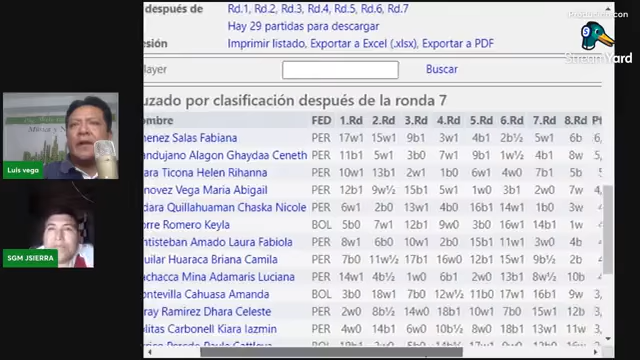 después de Rd.1, Rd.2, Rd.3, Rd.4, Rd.5, Rd.6, Rd.7
Hay 29 partidas para descargar
esión Imprimir listado, Exportar a Excel (.xlsx), Exportar a PDF
layer Buscar
uzado por clasificación después de la ronda 7
ombre FED 1.Rd 2.Rd 3.Rd 4.Rd 5.Rd 6.Rd 7.Rd 8.Rd Pt
menez Salas Fabiana PER 17w1 15w1 9b1 3w1 4b1 2b½ 5w1 6b 6,
andujano Alagon Ghaydaa Ceneth PER 11b1 5w1 3b0 7w1 9b1 1w½ 4b1 8w
ara Ticona Helen Rihanna PER 10w1 13b1 2w1 1b0 6w1 4w0 7b1 5b
novez Vega Maria Abigail PER 12b1 9w½ 15b1 5w1 1w0 3b1 2w0 7w
dara Quillahuaman Chaska Nicole PER 6w1 2b0 13w1 4b0 16b1 14w1 1b0 3w
orre Romero Keyla BOL 5b0 7w1 12b1 9w0 3b0 16w1 14b1 1w
antisteban Amado Laura Fabiola PER 8w1 6b0 10w1 2b0 15b1 11w1 3w0 4b
uilar Huaraca Briana Camila PER 7b0 11w½ 17b1 16w0 12w1 15w1 9b½ 2b
achacca Mina Adamaris Luciana PER 14w1 4b½ 1w0 6b1 2w0 13b1 8w½ 10b
ontevilla Cahuasa Amanda BOL 3b0 18w1 7b0 12w½ 11b0 17w1 16b1 9w
aray Ramirez Dhara Celeste PER 2w0 8b½ 14w0 18b1 10w1 7b0 15w1 12b
olitas Carbonell Kiara Iazmin PER 4w0 14b1 6w0 10b½ 8w0 18b1 13b1 11w
Luis vega
SGM JSIERRA
Producido con
StreamYard